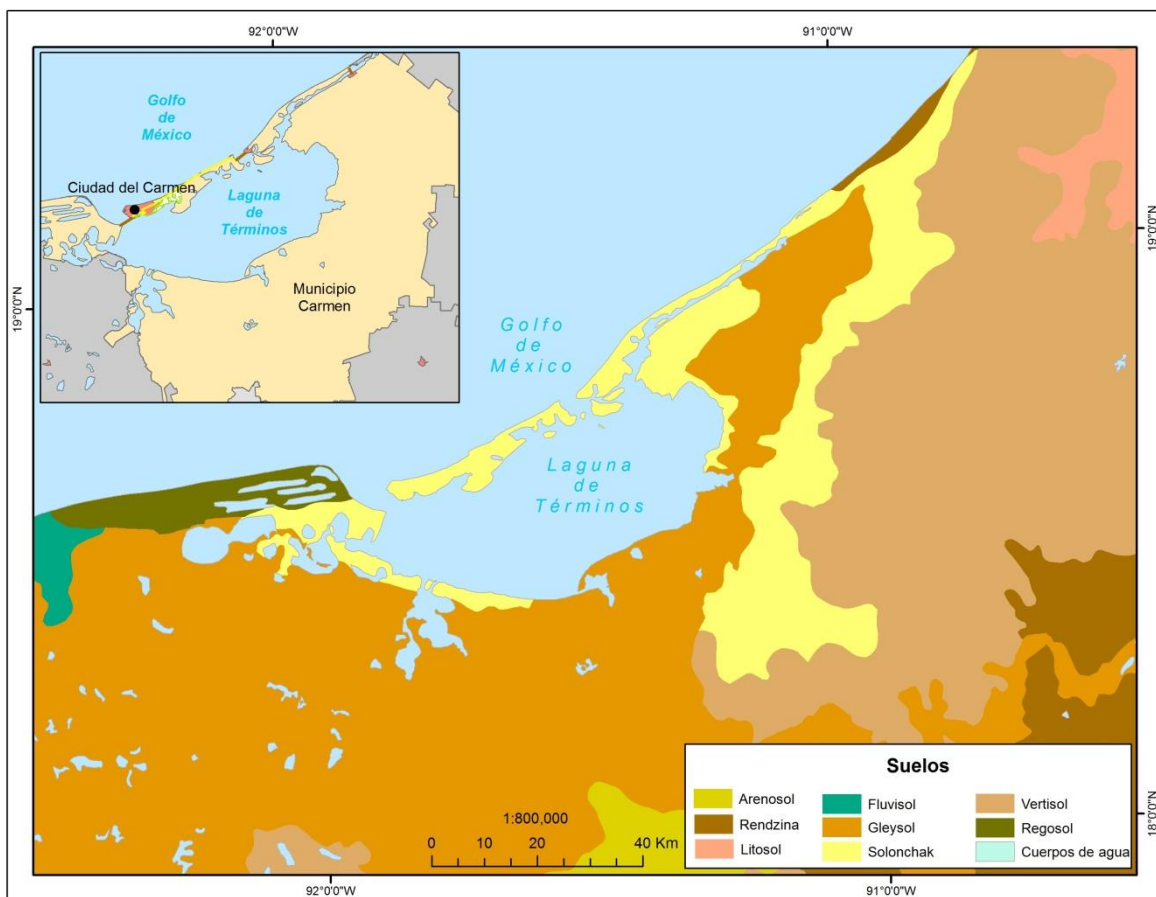 92°0'0"W
91°0'0"W
Golfo
de
México
Ciudad del Carmen
Laguna
de
Términos
Municipio
Carmen
19°0'0"N
19°0'0"N
Golfo
de
México
Laguna
de
Términos
Suelos
Arenosol
Rendzina
Litosol
Fluvisol
Gleysol
Solonchak
Vertisol
Regosol
Cuerpos de agua
1:800,000
0 10 20 40 Km
18°0'0"N
92°0'0"W
91°0'0"W